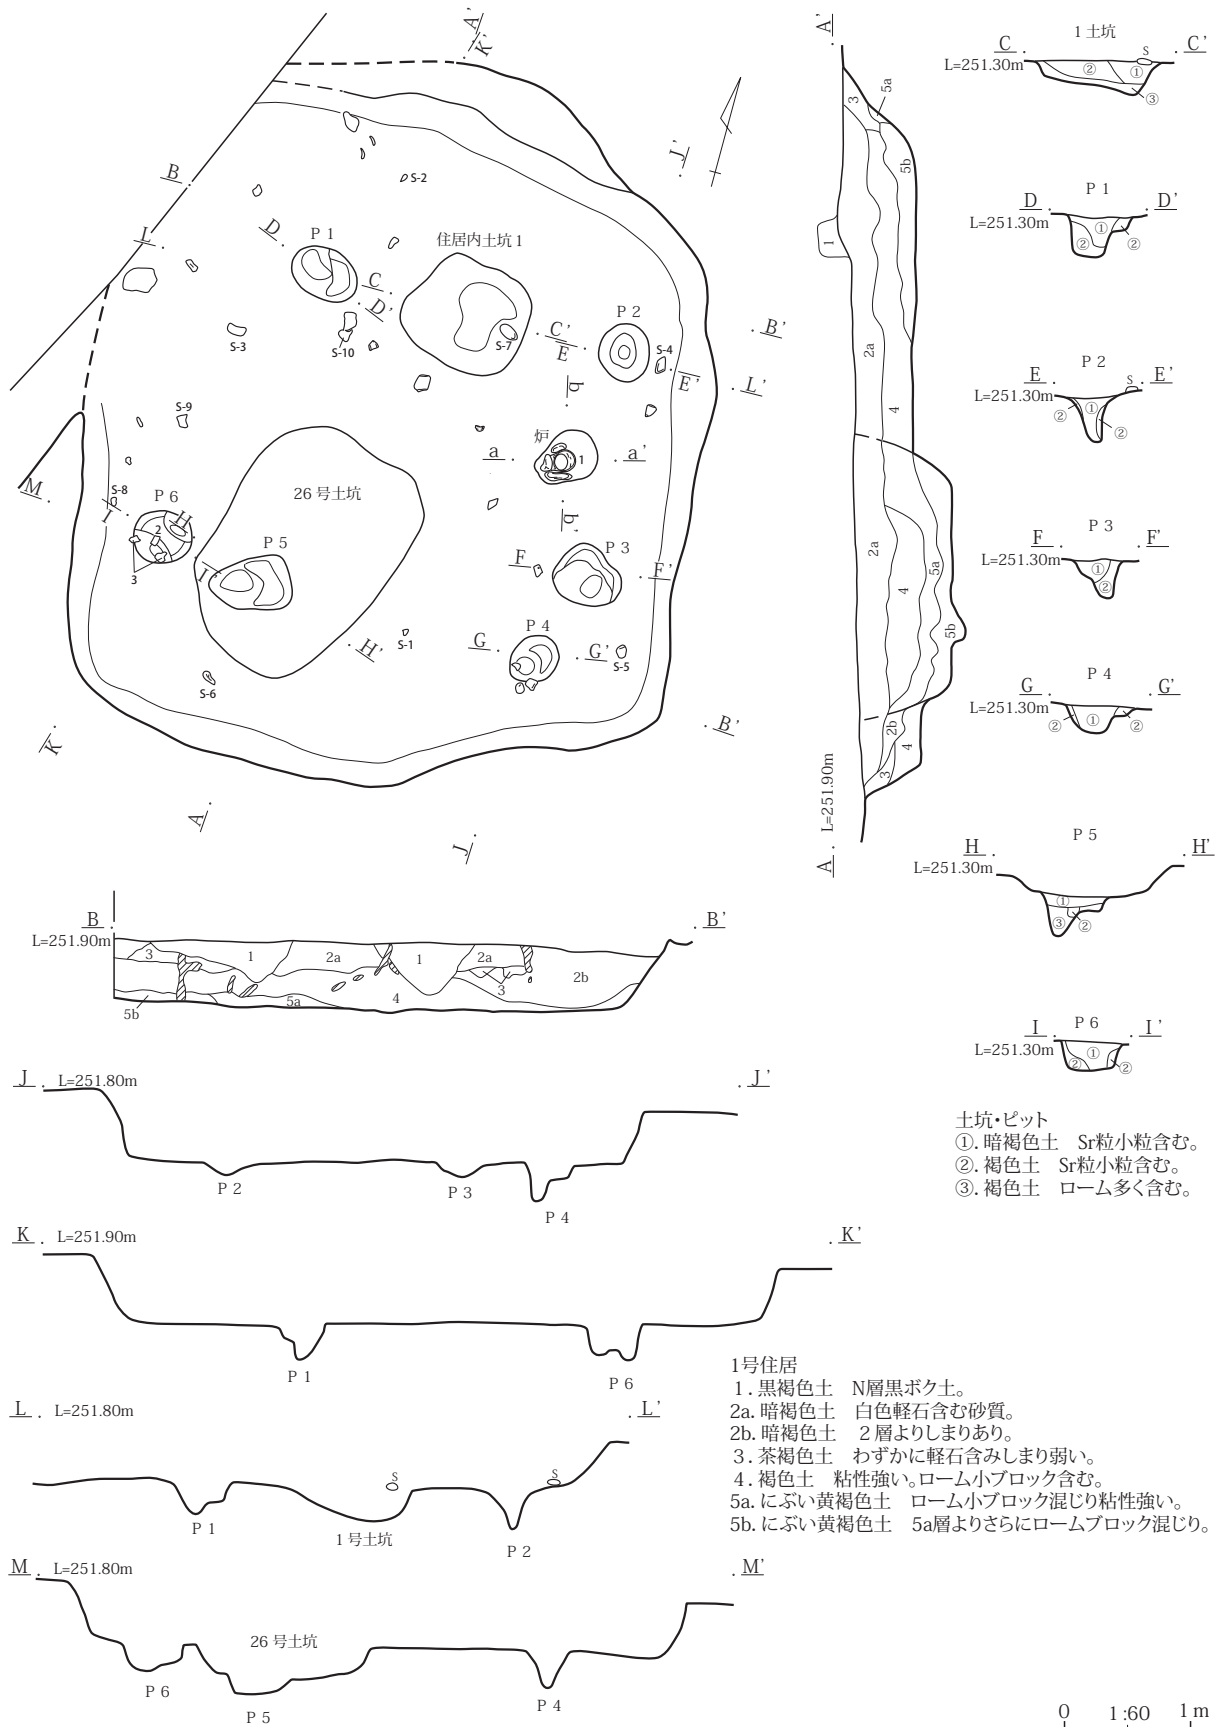 A'
K'
B
L
D
P 1
S-2
住居内土坑 1
J'
C
D'
S-3
S-10
S-7
C'
E
P 2
S-4
E'
B'
L'
b
S-9
炉
a
1
a'
M
S-8
I
P 6
H
2
3
26 号土坑
P 5
I'
b'
F
P 3
F'
H'
S-1
G
P 4
G'
S-5
S-6
B'
K
A
J
A'
3
5a
5b
1
2a
4
2a
4
5a
5b
2b
4
3
A
L=251.90m
1 土坑
C
C'
L=251.30m
S
②
①
③
P 1
D
D'
L=251.30m
①
②
②
P 2
E
E'
L=251.30m
S
①
②
②
P 3
F
F'
L=251.30m
①
②
P 4
G
G'
L=251.30m
②
①
②
P 5
H
H'
L=251.30m
①
③
②
P 6
I
I'
L=251.30m
①
②
②
B
B'
L=251.90m
3
1
2a
1
2a
3
2b
5b
5a
4
J
L=251.80m
J'
P 2
P 3
P 4
K
L=251.90m
K'
P 1
P 6
L
L=251.80m
L'
S
S
P 1
1 号土坑
P 2
M
L=251.80m
M'
26 号土坑
P 6
P 5
P 4
土坑・ピット
①. 暗褐色土　Sr粒小粒含む。
②. 褐色土　Sr粒小粒含む。
③. 褐色土　ローム多く含む。
1号住居
1 . 黒褐色土　N層黒ボク土。
2a. 暗褐色土　白色軽石含む砂質。
2b. 暗褐色土　２層よりしまりあり。
3 . 茶褐色土　わずかに軽石含みしまり弱い。
4 . 褐色土　粘性強い。ローム小ブロック含む。
5a. にぶい黄褐色土　ローム小ブロック混じり粘性強い。
5b. にぶい黄褐色土　5a層よりさらにロームブロック混じり。
0 1:60 1 m